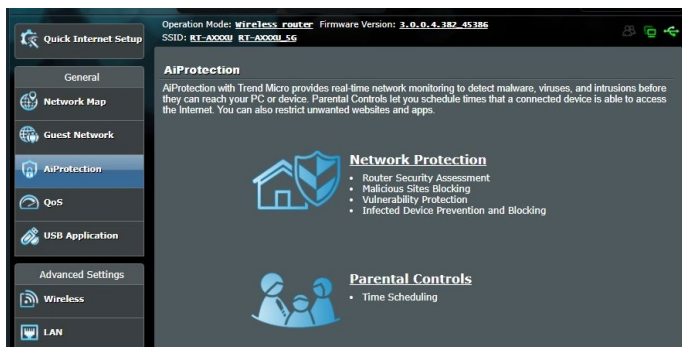 Quick Internet Setup
General
Network Map
Guest Network
AiProtection
QoS
USB Application
Advanced Settings
Wireless
LAN
Operation Mode: Wireless router Firmware Version: 3.0.0.4.382_45386
SSID: RT-AXXXU RT-AXXXU_5G
AiProtection
AiProtection with Trend Micro provides real-time network monitoring to detect malware, viruses, and intrusions before
they can reach your PC or device. Parental Controls let you schedule times that a connected device is able to access
the Internet. You can also restrict unwanted websites and apps.
Network Protection
• Router Security Assessment
• Malicious Sites Blocking
• Vulnerability Protection
• Infected Device Prevention and Blocking
Parental Controls
• Time Scheduling